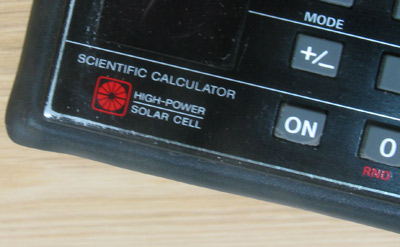 MODE
+/−
SCIENTIFIC CALCULATOR
HIGH-POWER
SOLAR CELL
ON
0
RND